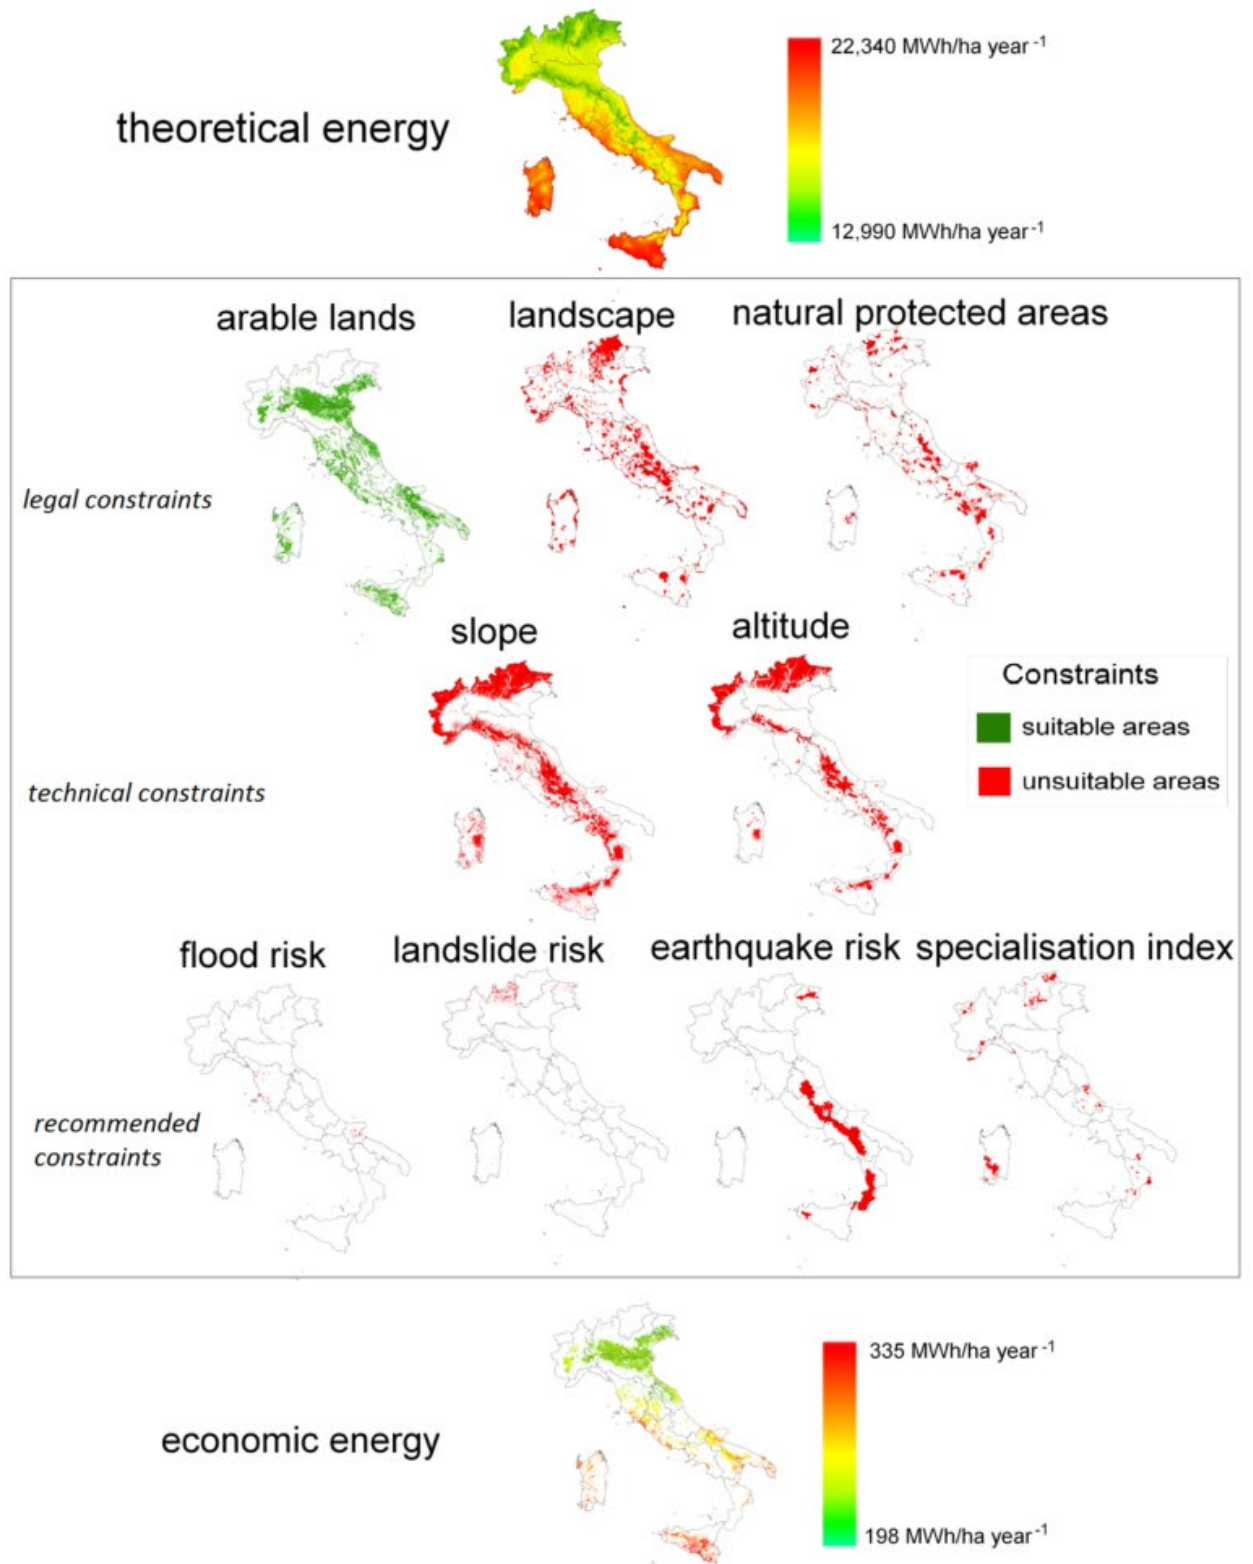 theoretical energy
22,340 MWh/ha year -1
12,990 MWh/ha year -1
arable lands
landscape
natural protected areas
legal constraints
slope
altitude
Constraints
suitable areas
unsuitable areas
technical constraints
flood risk
landslide risk
earthquake risk
specialisation index
recommended
constraints
economic energy
335 MWh/ha year -1
198 MWh/ha year -1